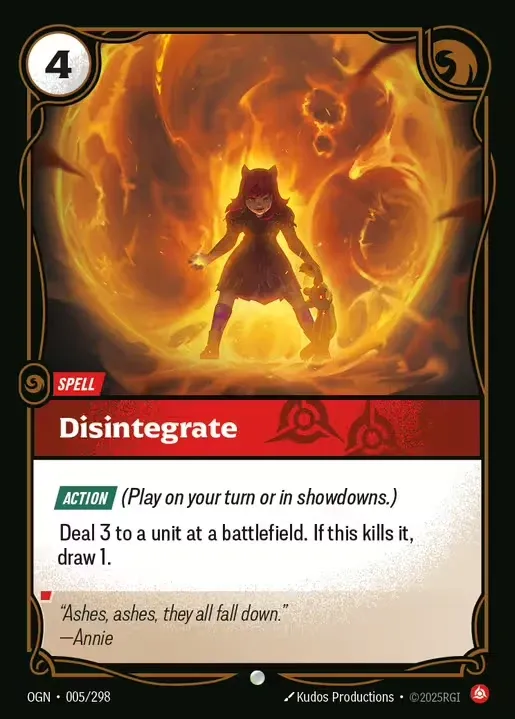 4
SPELL
Disintegrate
ACTION (Play on your turn or in showdowns.)
Deal 3 to a unit at a battlefield. If this kills it,
draw 1.
“Ashes, ashes, they all fall down.”
—Annie
OGN • 005/298 Kudos Productions • ©2025RGI